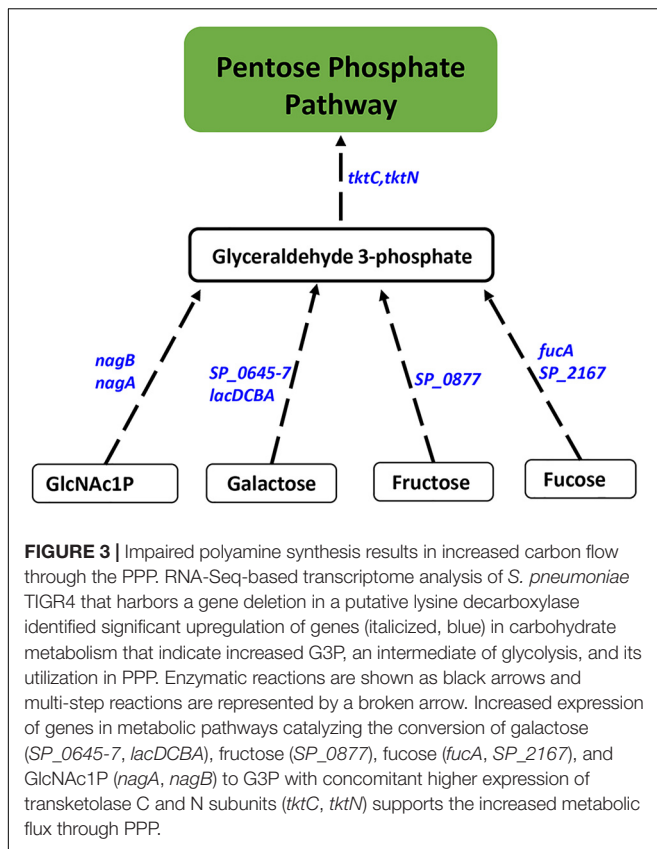 Pentose Phosphate
Pathway
tktC,tktN
Glyceraldehyde 3-phosphate
nagB
nagA
SP_0645-7
lacDCBA
SP_0877
fucA
SP_2167
GlcNAc1P
Galactose
Fructose
Fucose
FIGURE 3 | Impaired polyamine synthesis results in increased carbon flow
through the PPP. RNA-Seq-based transcriptome analysis of S. pneumoniae
TIGR4 that harbors a gene deletion in a putative lysine decarboxylase
identified significant upregulation of genes (italicized, blue) in carbohydrate
metabolism that indicate increased G3P, an intermediate of glycolysis, and its
utilization in PPP. Enzymatic reactions are shown as black arrows and
multi-step reactions are represented by a broken arrow. Increased expression
of genes in metabolic pathways catalyzing the conversion of galactose
(SP_0645-7, lacDCBA), fructose (SP_0877), fucose (fucA, SP_2167), and
GlcNAc1P (nagA, nagB) to G3P with concomitant higher expression of
transketolase C and N subunits (tktC, tktN) supports the increased metabolic
flux through PPP.